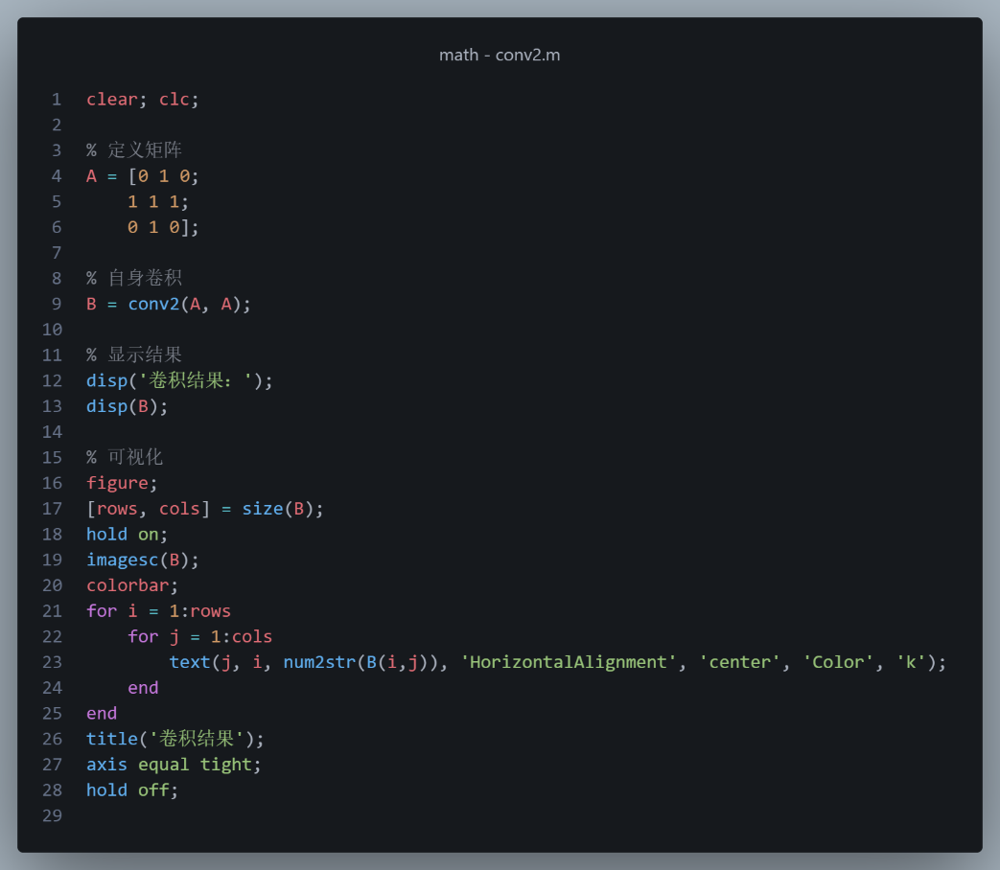 math - conv2.m
1 clear; clc;
2
3 % 定义矩阵
4 A = [0 1 0;
5     1 1 1;
6     0 1 0];
7
8 % 自身卷积
9 B = conv2(A, A);
10
11 % 显示结果
12 disp('卷积结果：');
13 disp(B);
14
15 % 可视化
16 figure;
17 [rows, cols] = size(B);
18 hold on;
19 imagesc(B);
20 colorbar;
21 for i = 1:rows
22     for j = 1:cols
23         text(j, i, num2str(B(i,j)), 'HorizontalAlignment', 'center', 'Color', 'k');
24     end
25 end
26 title('卷积结果');
27 axis equal tight;
28 hold off;
29